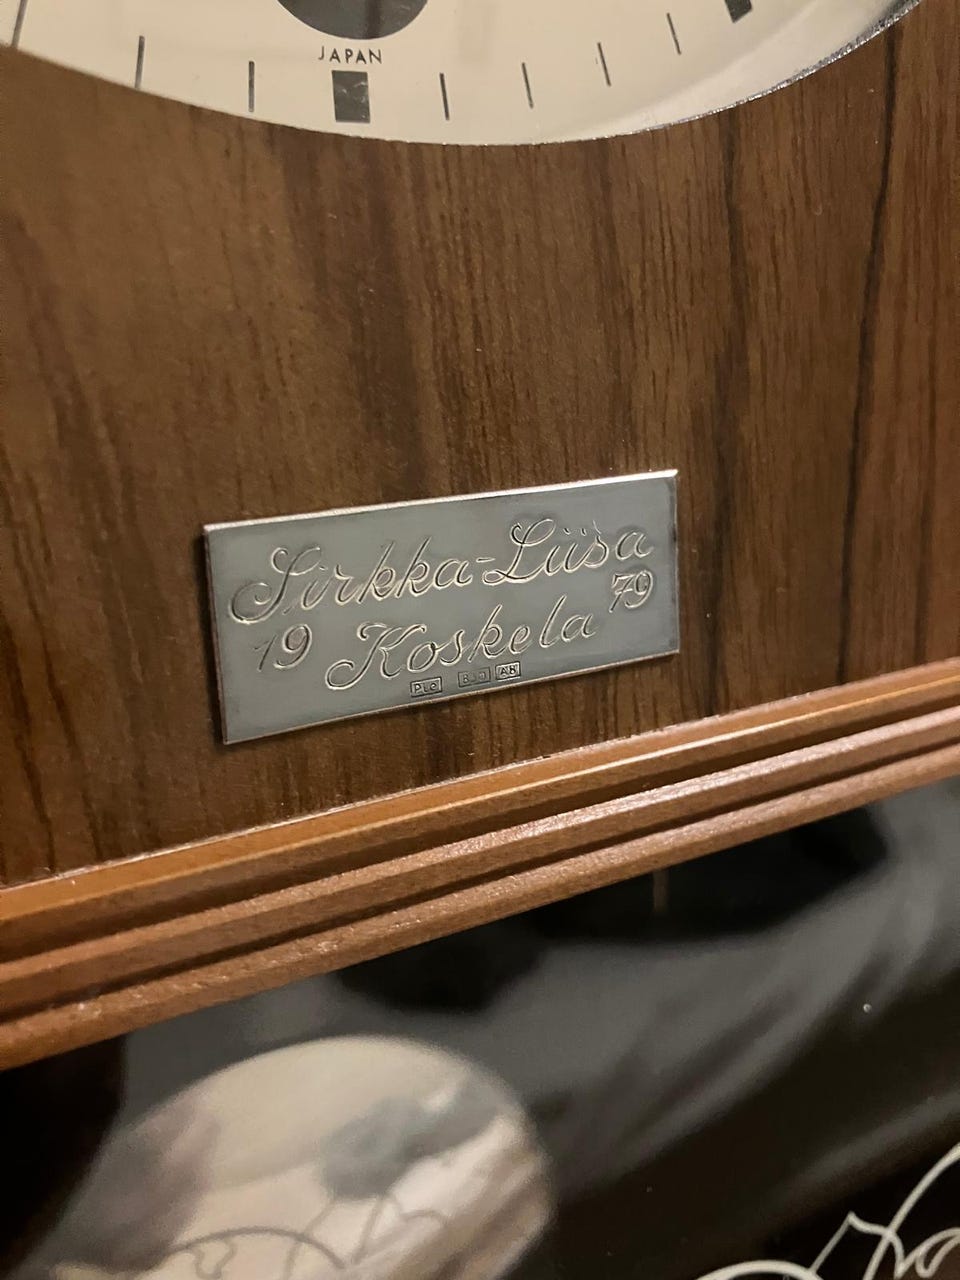 JAPAN
Sirkka-Liisa
19 Koskela 79